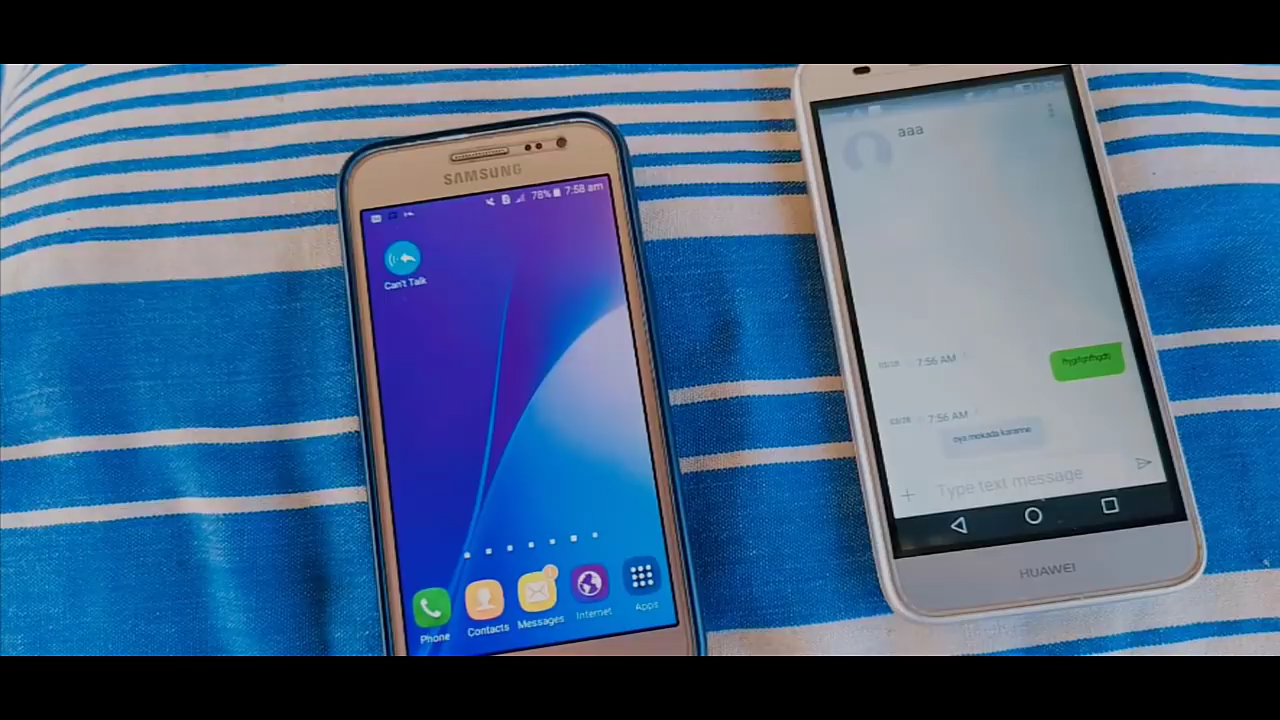 SAMSUNG
78% 7:58 am
Can't Talk
Phone
Contacts
Messages
Internet
Apps
aaa
7:56 AM
7:56 AM
oya mokada karanne
Type text message
HUAWEI